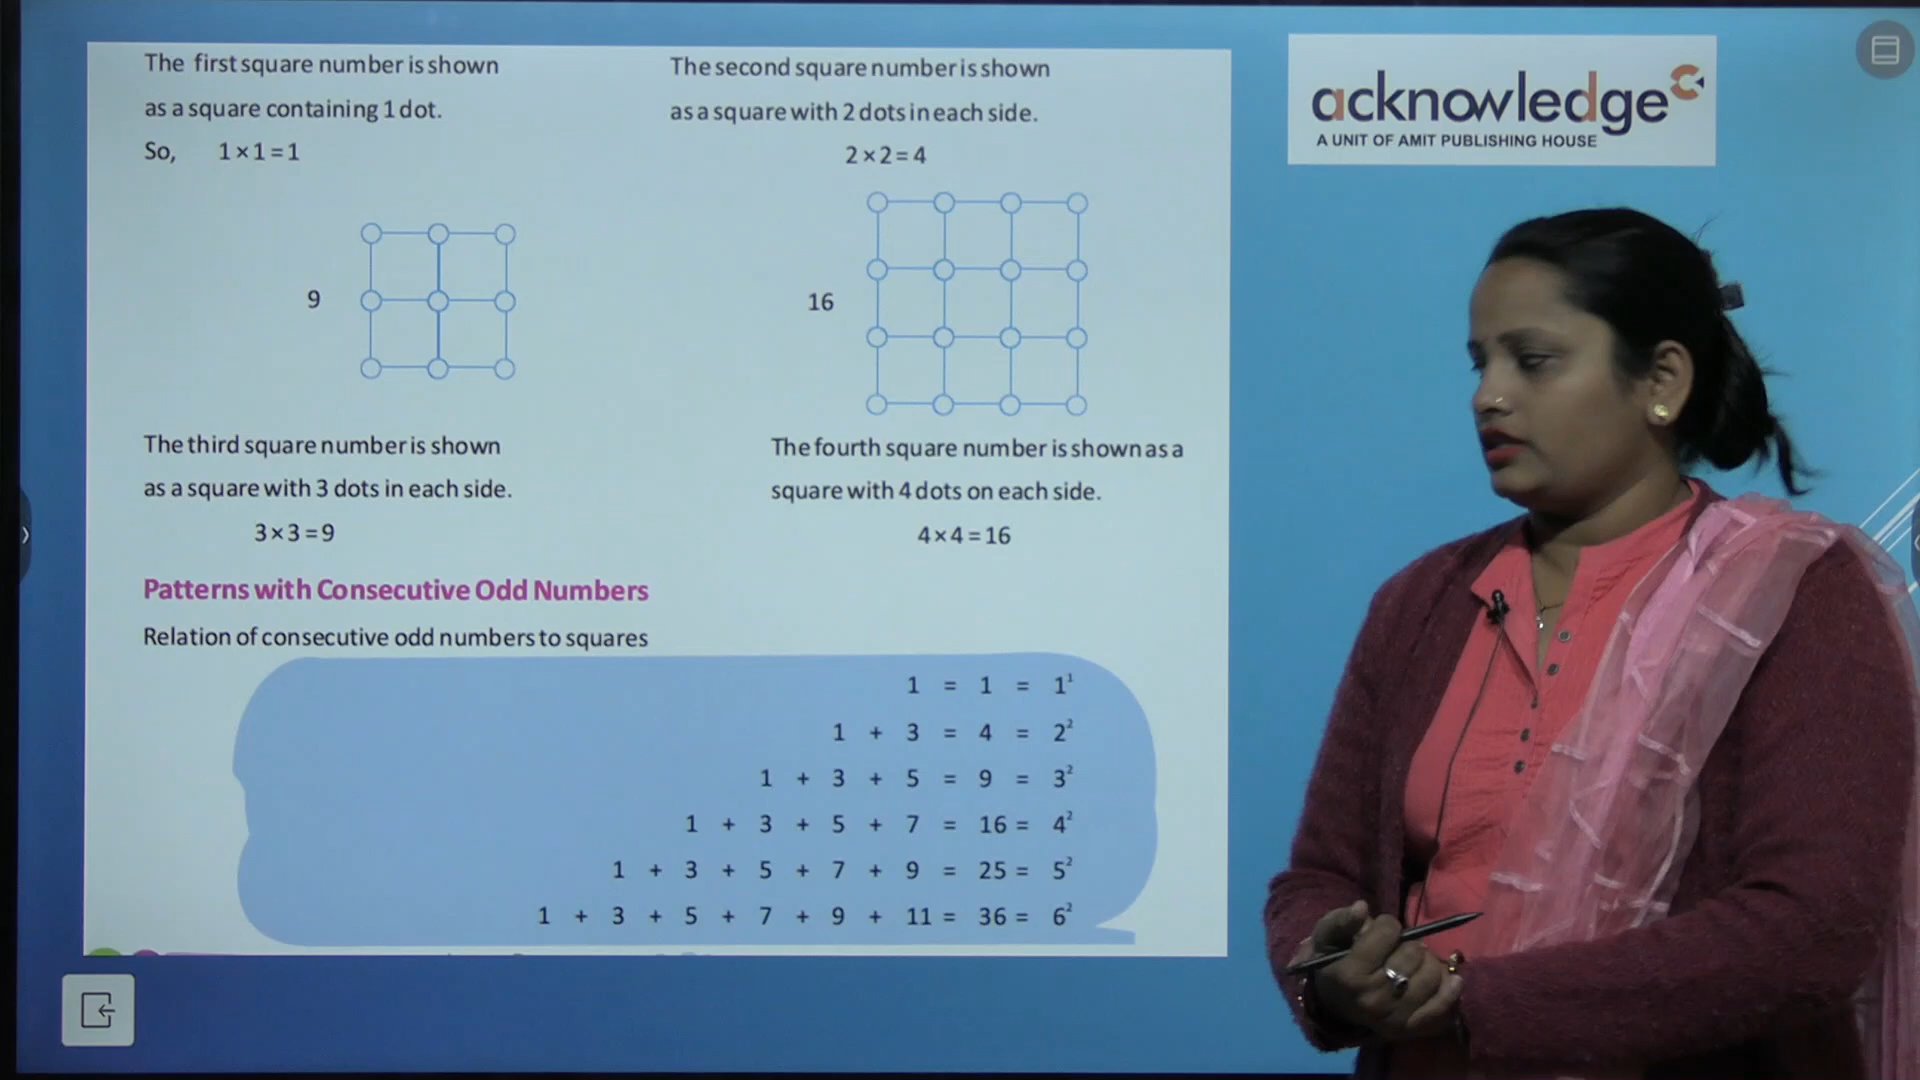 The first square number is shown
as a square containing 1 dot.
So, 1 × 1 = 1
The second square number is shown
as a square with 2 dots in each side.
2 × 2 = 4
9
16
The third square number is shown
as a square with 3 dots in each side.
3 × 3 = 9
The fourth square number is shown as a
square with 4 dots on each side.
4 × 4 = 16
Patterns with Consecutive Odd Numbers
Relation of consecutive odd numbers to squares
1 = 1 = 1¹
1 + 3 = 4 = 2²
1 + 3 + 5 = 9 = 3²
1 + 3 + 5 + 7 = 16 = 4²
1 + 3 + 5 + 7 + 9 = 25 = 5²
1 + 3 + 5 + 7 + 9 + 11 = 36 = 6²
acknowledge
A UNIT OF AMIT PUBLISHING HOUSE